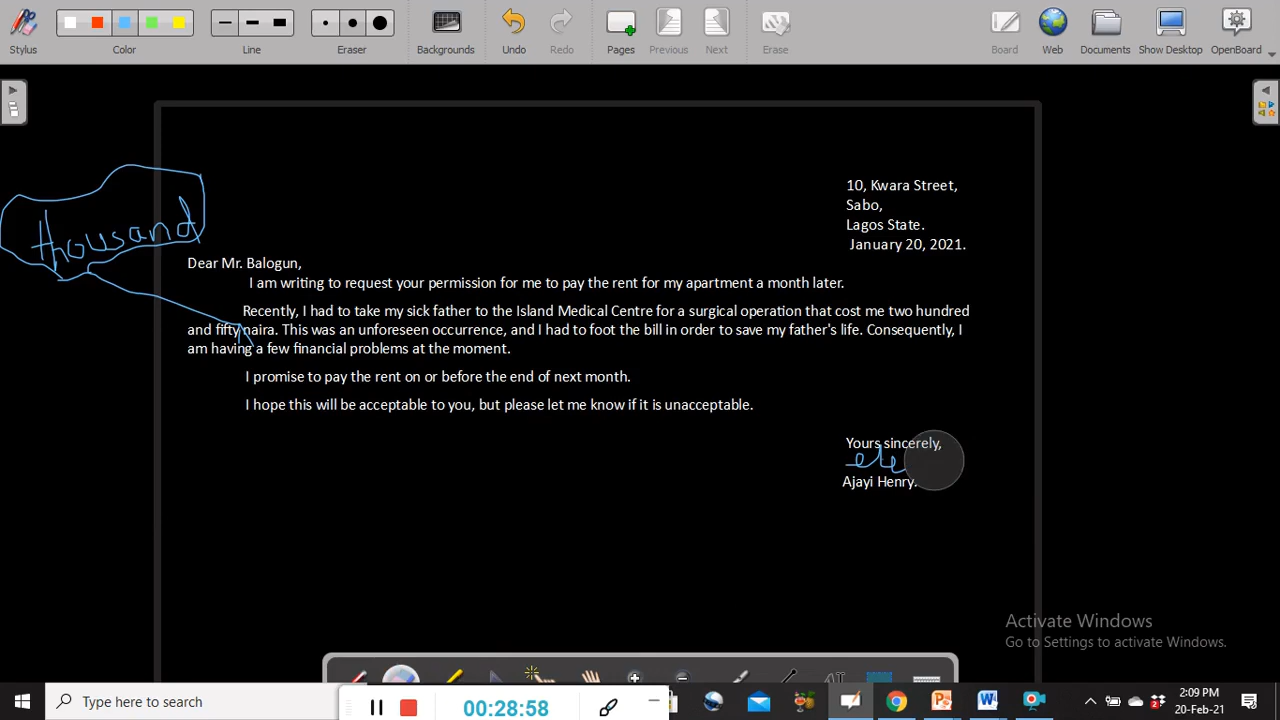 Stylus
Color
Line
Eraser
Backgrounds
Undo
Redo
Pages
Previous
Next
Erase
Board
Web
Documents
Show Desktop
OpenBoard
thousand
10, Kwara Street,
Sabo,
Lagos State.
January 20, 2021.
Dear Mr. Balogun,
I am writing to request your permission for me to pay the rent for my apartment a month later.
Recently, I had to take my sick father to the Island Medical Centre for a surgical operation that cost me two hundred
and fifty naira. This was an unforeseen occurrence, and I had to foot the bill in order to save my father's life. Consequently, I
am having a few financial problems at the moment.
I promise to pay the rent on or before the end of next month.
I hope this will be acceptable to you, but please let me know if it is unacceptable.
Yours sincerely,
Ajayi Henry.
Activate Windows
Go to Settings to activate Windows.
Type here to search
00:28:58
2:09 PM
20-Feb-21